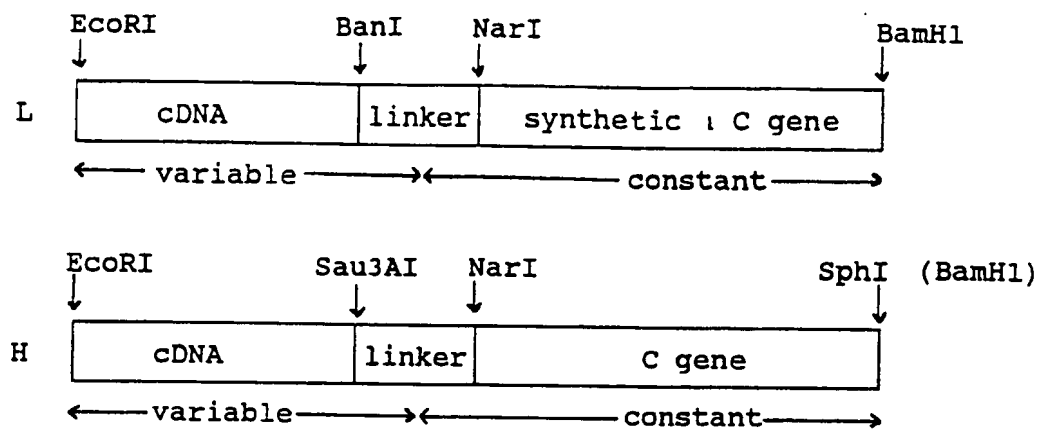 EcoRI BanI NarI BamH1
L cDNA linker synthetic C gene
variable constant
EcoRI Sau3AI NarI SphI (BamH1)
H cDNA linker C gene
variable constant